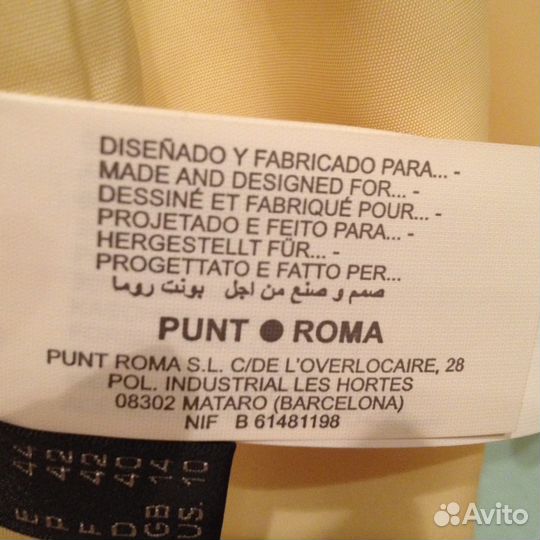 DISEÑADO Y FABRICADO PARA... -
MADE AND DESIGNED FOR... -
DESSINÉ ET FABRIQUÉ POUR... -
PROJETADO E FEITO PARA... -
HERGESTELLT FÜR... -
PROGETTATO E FATTO PER...
صمم و صنع من اجل بونت روما
PUNT ● ROMA
PUNT ROMA S.L. C/DE L'OVERLOCAIRE, 28
POL. INDUSTRIAL LES HORTES
08302 MATARO (BARCELONA)
NIF B 61481198
E 44
P 42
F 42
D 40
GB 14
US. 10
Avito